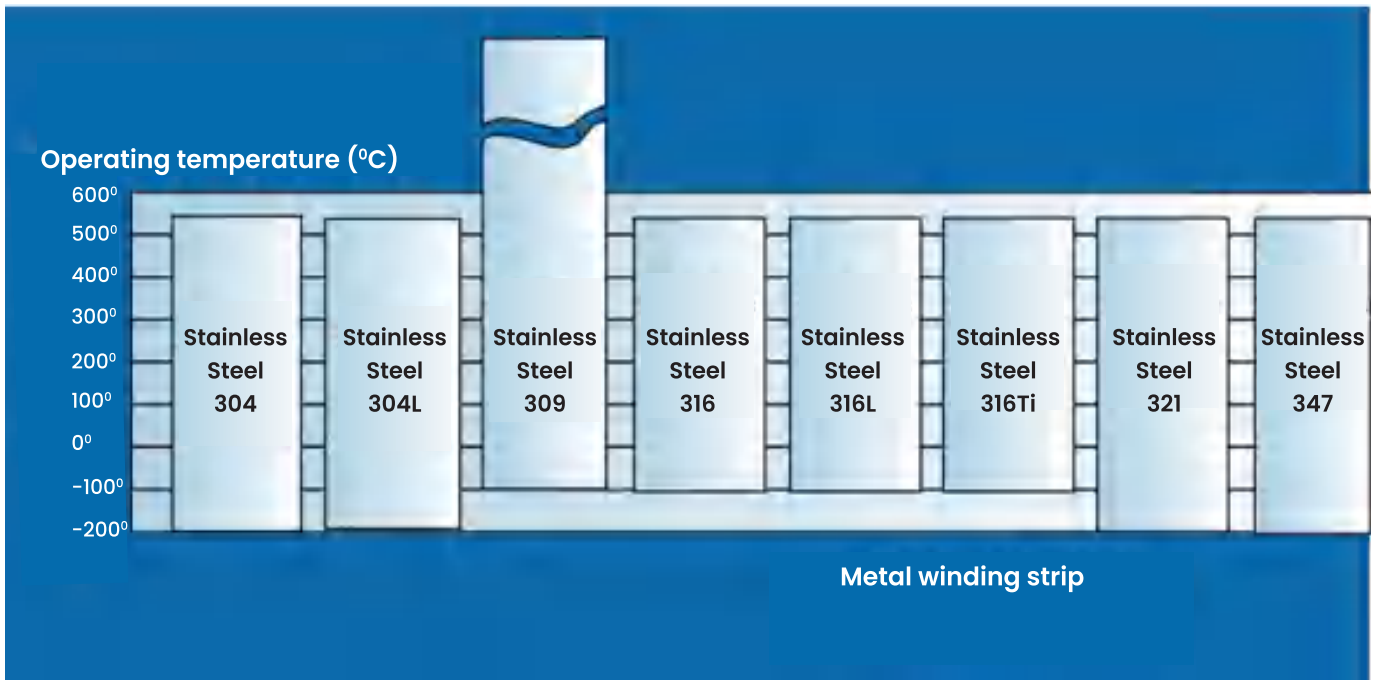 Operating temperature (⁰C)
600⁰
500⁰
400⁰
300⁰
200⁰
100⁰
0⁰
-100⁰
-200⁰
Stainless
Steel
304
Stainless
Steel
304L
Stainless
Steel
309
Stainless
Steel
316
Stainless
Steel
316L
Stainless
Steel
316Ti
Stainless
Steel
321
Stainless
Steel
347
Metal winding strip